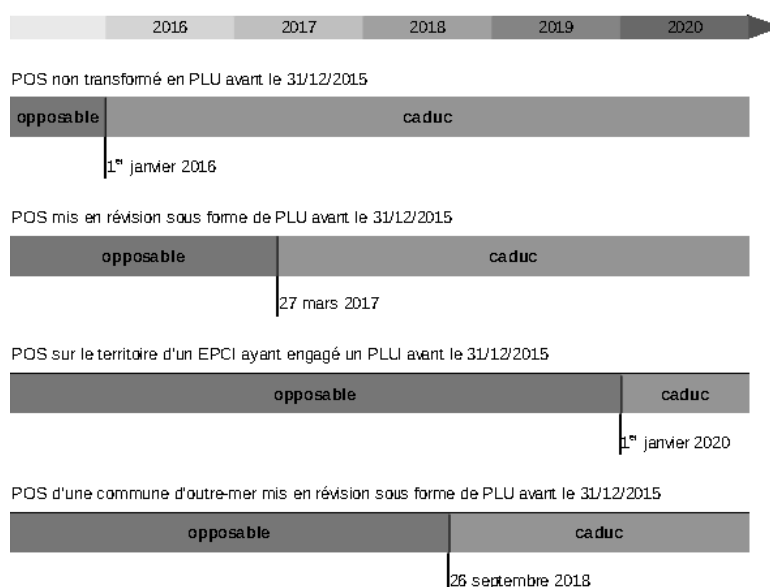 2016 2017 2018 2019 2020
POS non transformé en PLU avant le 31/12/2015
opposable caduc
1er janvier 2016
POS mis en révision sous forme de PLU avant le 31/12/2015
opposable caduc
27 mars 2017
POS sur le territoire d'un EPCI ayant engagé un PLUI avant le 31/12/2015
opposable caduc
1er janvier 2020
POS d'une commune d'outre-mer mis en révision sous forme de PLU avant le 31/12/2015
opposable caduc
26 septembre 2018